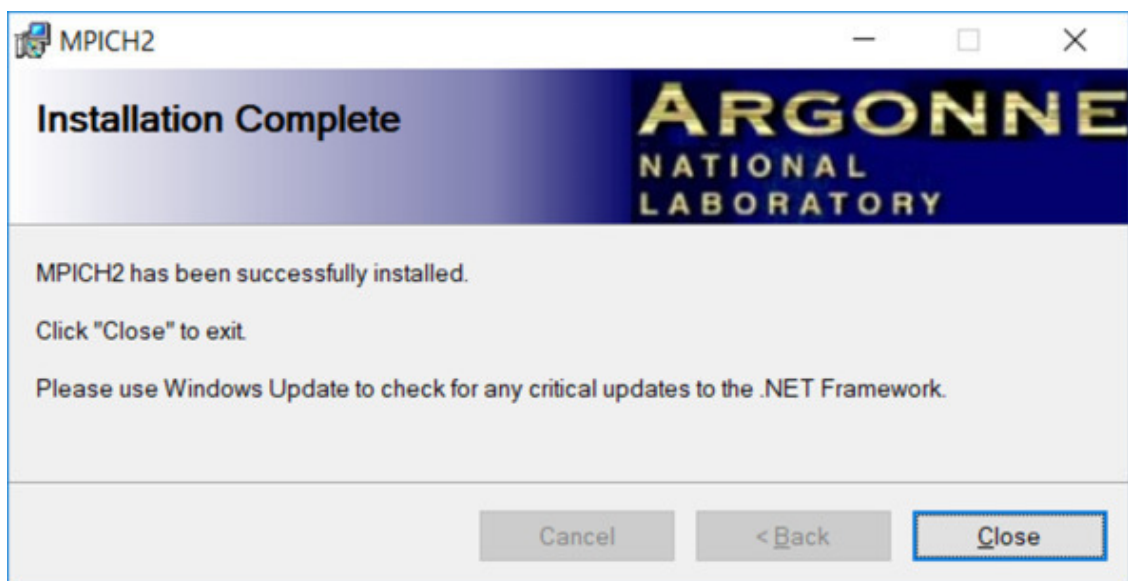 MPICH2
Installation Complete
ARGONNE
NATIONAL
LABORATORY
MPICH2 has been successfully installed.
Click "Close" to exit.
Please use Windows Update to check for any critical updates to the .NET Framework.
Cancel
< Back
Close